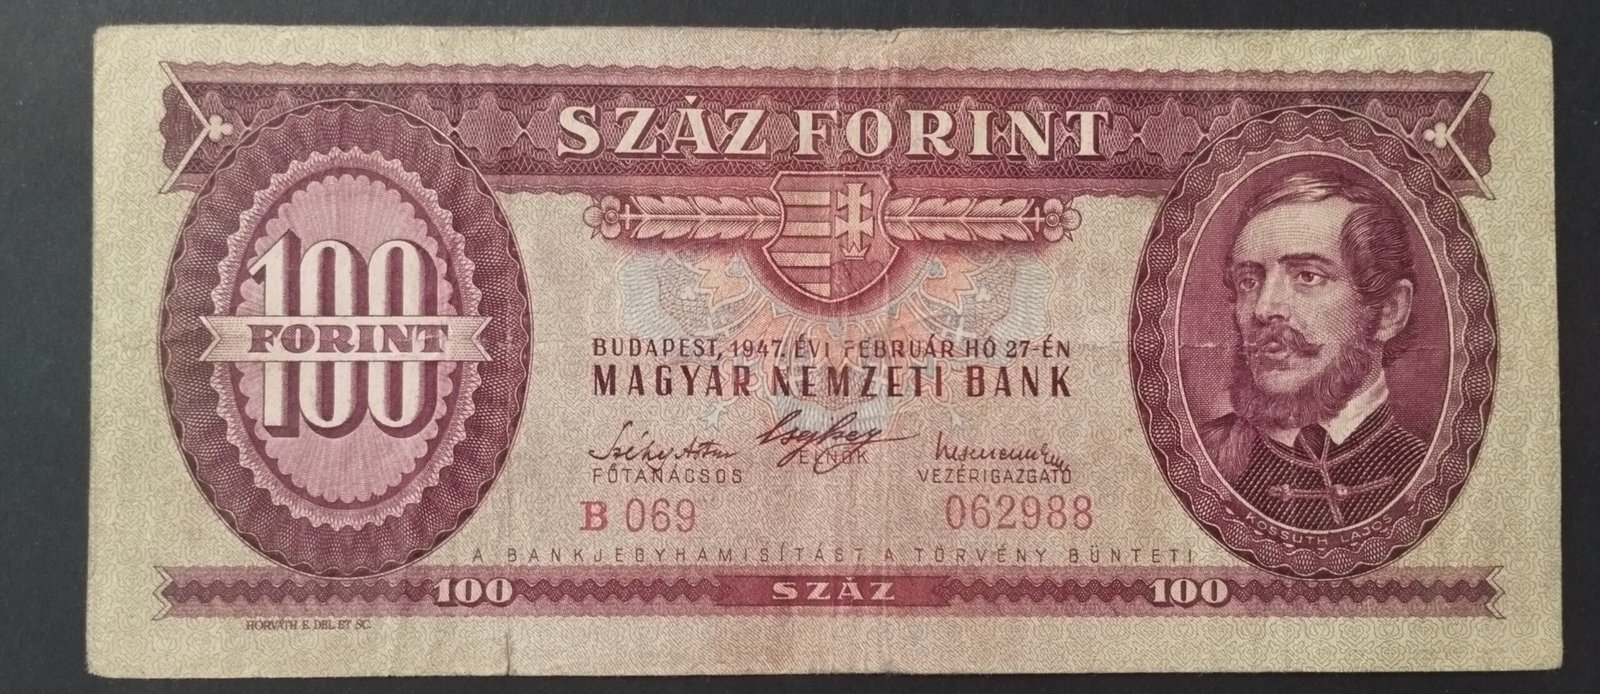 SZÁZ FORINT
100
FORINT
100
BUDAPEST, 1947. ÉVI FEBRUÁR HÓ 27-ÉN
MAGYAR NEMZETI BANK
FŐTANÁCSOS ELNÖK VEZÉRIGAZGATÓ
B 069 062988
KOSSUTH LAJOS
A BANKJEGYHAMISÍTÁST A TÖRVÉNY BÜNTETI
100 SZÁZ 100
HORVÁTH E. DEL. ET SC.